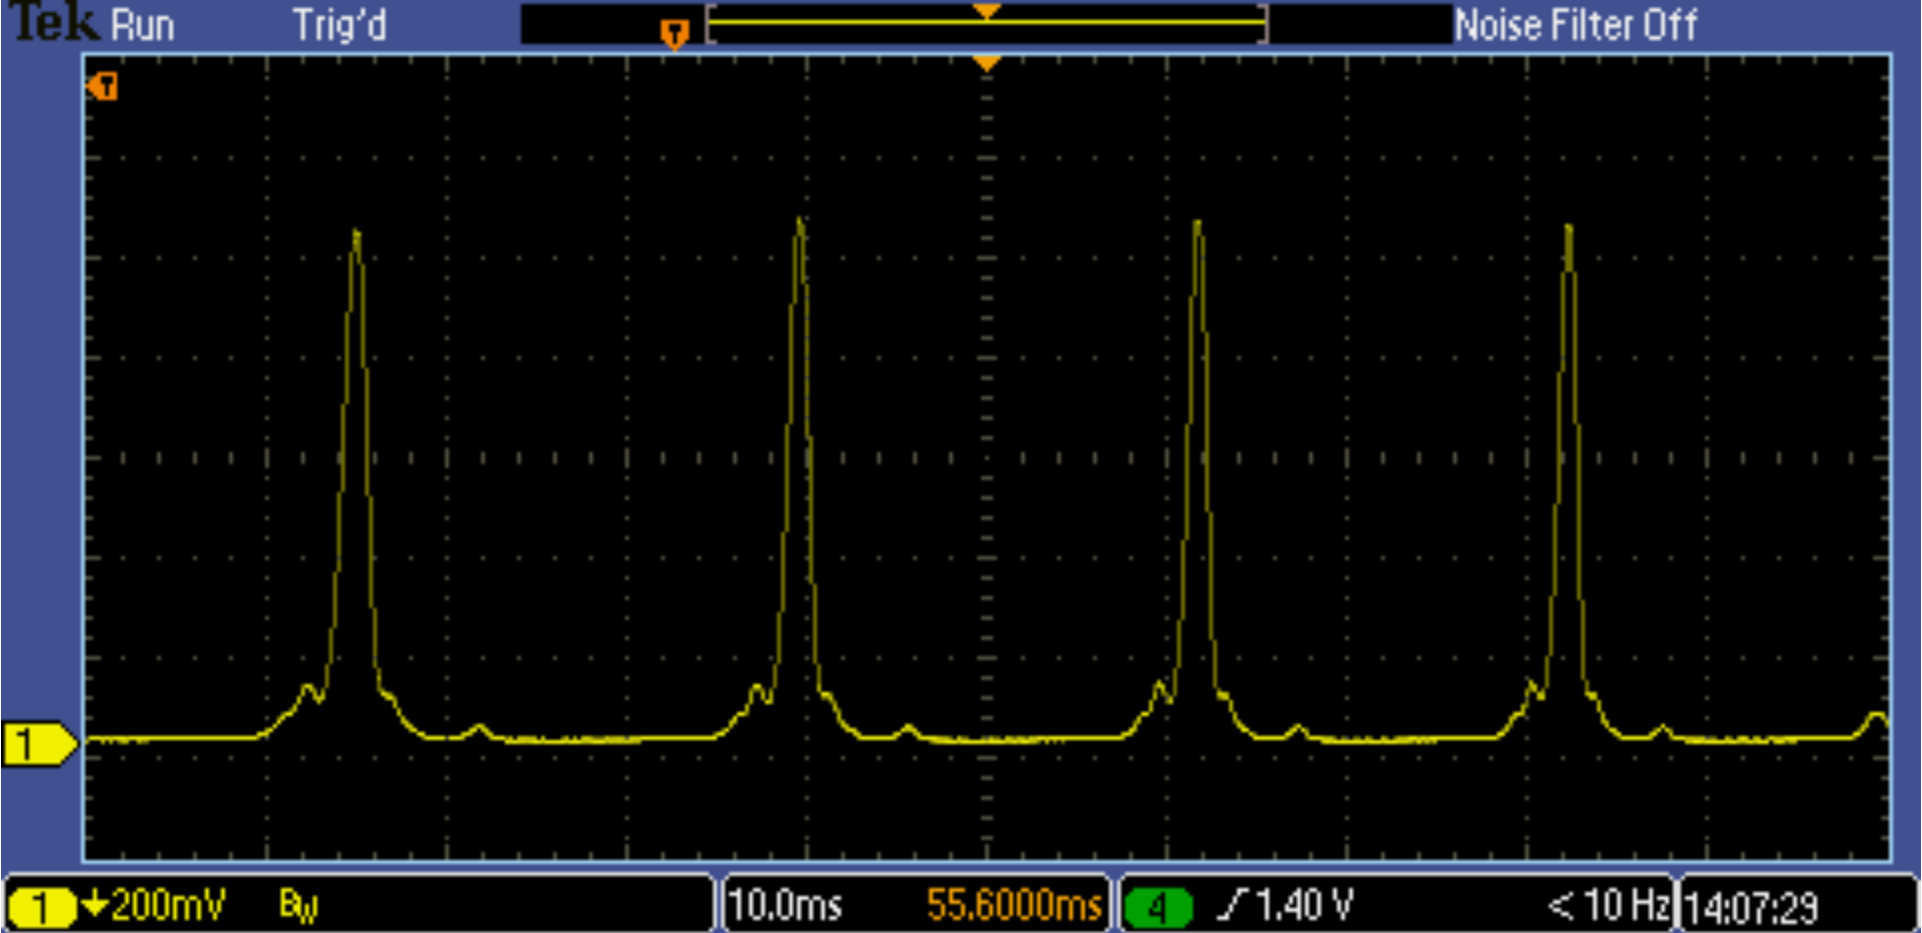 Tek Run Trig'd Noise Filter Off
T
T
1
1 200mV BW 10.0ms 55.6000ms 4 1.40 V < 10 Hz 14:07:29